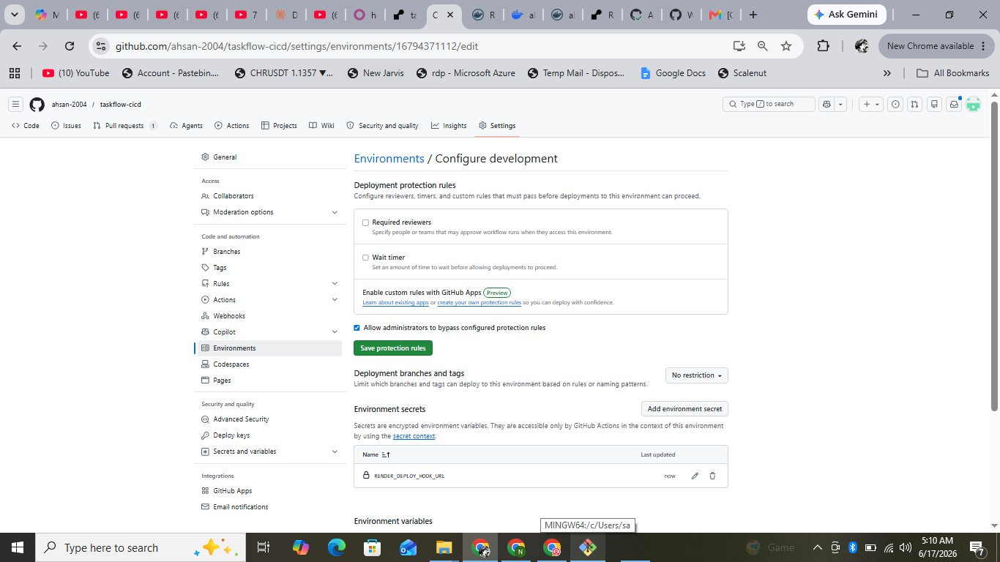 Ask Gemini
github.com/ahsan-2004/taskflow-cicd/settings/environments/16794371112/edit
New Chrome available
(10) YouTube
Account - Pastebin....
CHRUSDT 1.1357 ▼...
New Jarvis
rdp - Microsoft Azure
Temp Mail - Dispos...
Google Docs
Scalenut
All Bookmarks
ahsan-2004 / taskflow-cicd
Type / to search
Code
Issues
Pull requests 1
Agents
Actions
Projects
Wiki
Security and quality
Insights
Settings
General
Access
Collaborators
Moderation options
Code and automation
Branches
Tags
Rules
Actions
Webhooks
Copilot
Environments
Codespaces
Pages
Security and quality
Advanced Security
Deploy keys
Secrets and variables
Integrations
GitHub Apps
Email notifications
Environments / Configure development
Deployment protection rules
Configure reviewers, timers, and custom rules that must pass before deployments to this environment can proceed.
Required reviewers
Specify people or teams that may approve workflow runs when they access this environment.
Wait timer
Set an amount of time to wait before allowing deployments to proceed.
Enable custom rules with GitHub Apps Preview
Learn about existing apps or create your own protection rules so you can deploy with confidence.
Allow administrators to bypass configured protection rules
Save protection rules
Deployment branches and tags
Limit which branches and tags can deploy to this environment based on rules or naming patterns.
No restriction
Environment secrets
Add environment secret
Secrets are encrypted environment variables. They are accessible only by GitHub Actions in the context of this environment
by using the secret context.
Name
Last updated
RENDER_DEPLOY_HOOK_URL
now
Environment variables
MINGW64:/c/Users/sa
Type here to search
Game
5:10 AM
6/17/2026
7